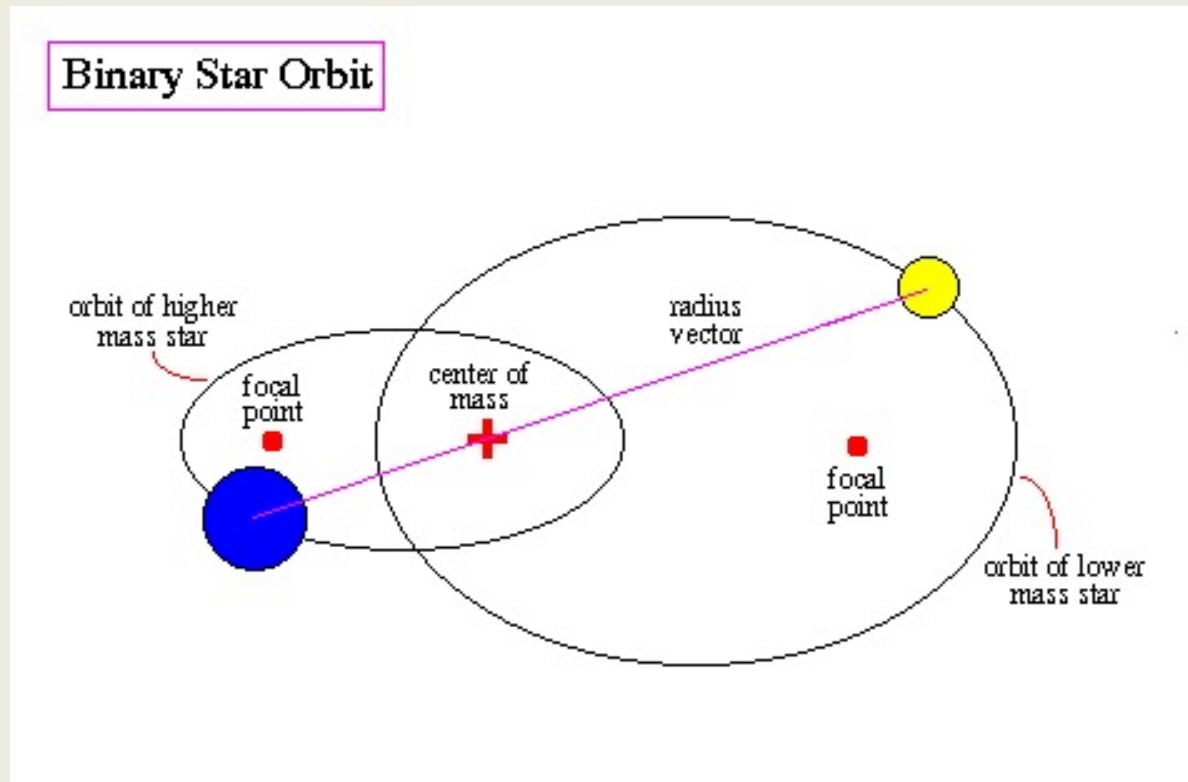 Binary Star Orbit
orbit of higher
mass star
focal
point
center of
mass
radius
vector
focal
point
orbit of lower
mass star